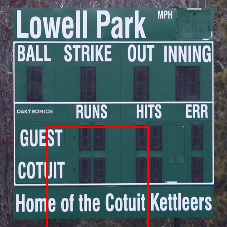 Lowell Park MPH
BALL STRIKE OUT INNING
DAKTRONICS RUNS HITS ERR
GUEST
COTUIT
Home of the Cotuit Kettleers